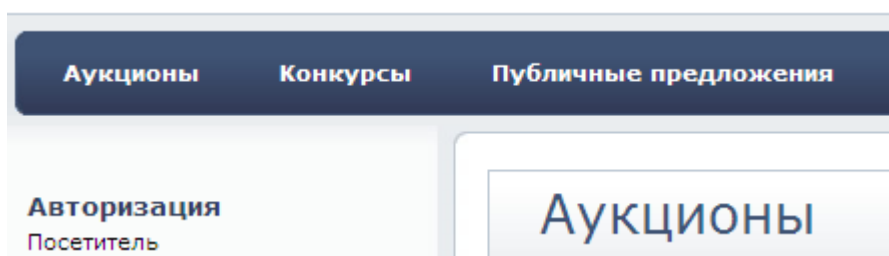 Аукционы Конкурсы Публичные предложения
Авторизация
Посетитель
Аукционы